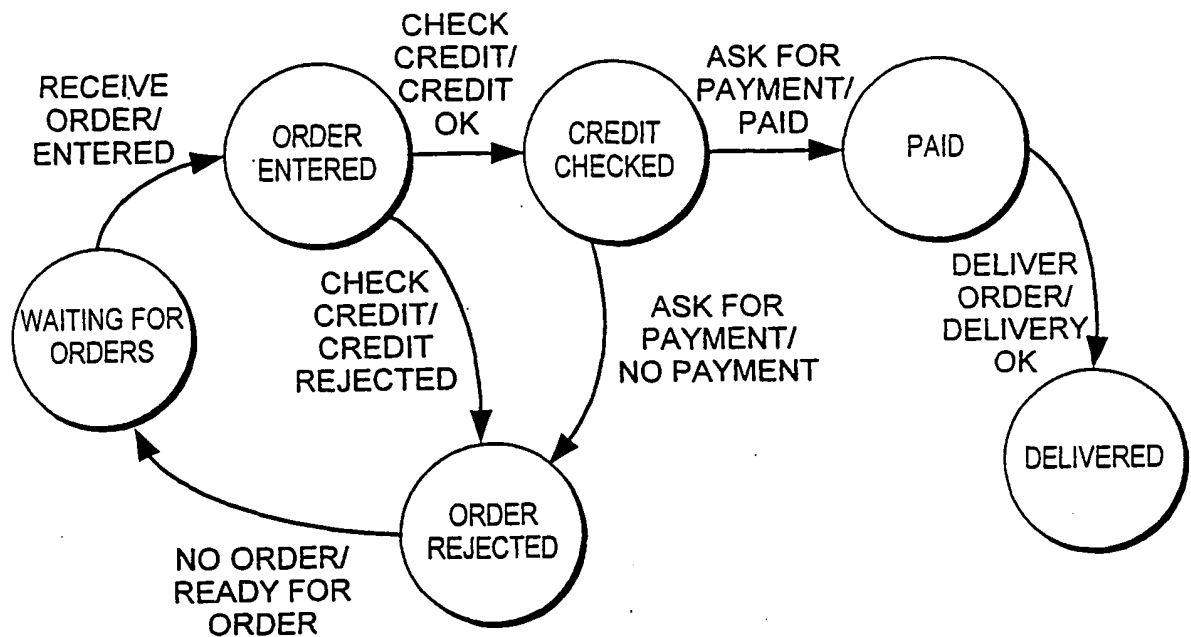 CHECK
CREDIT/
CREDIT
OK
ASK FOR
PAYMENT/
PAID
RECEIVE
ORDER/
ENTERED
ORDER
ENTERED
CREDIT
CHECKED
PAID
WAITING FOR
ORDERS
CHECK
CREDIT/
CREDIT
REJECTED
ASK FOR
PAYMENT/
NO PAYMENT
DELIVER
ORDER/
DELIVERY
OK
DELIVERED
ORDER
REJECTED
NO ORDER/
READY FOR
ORDER